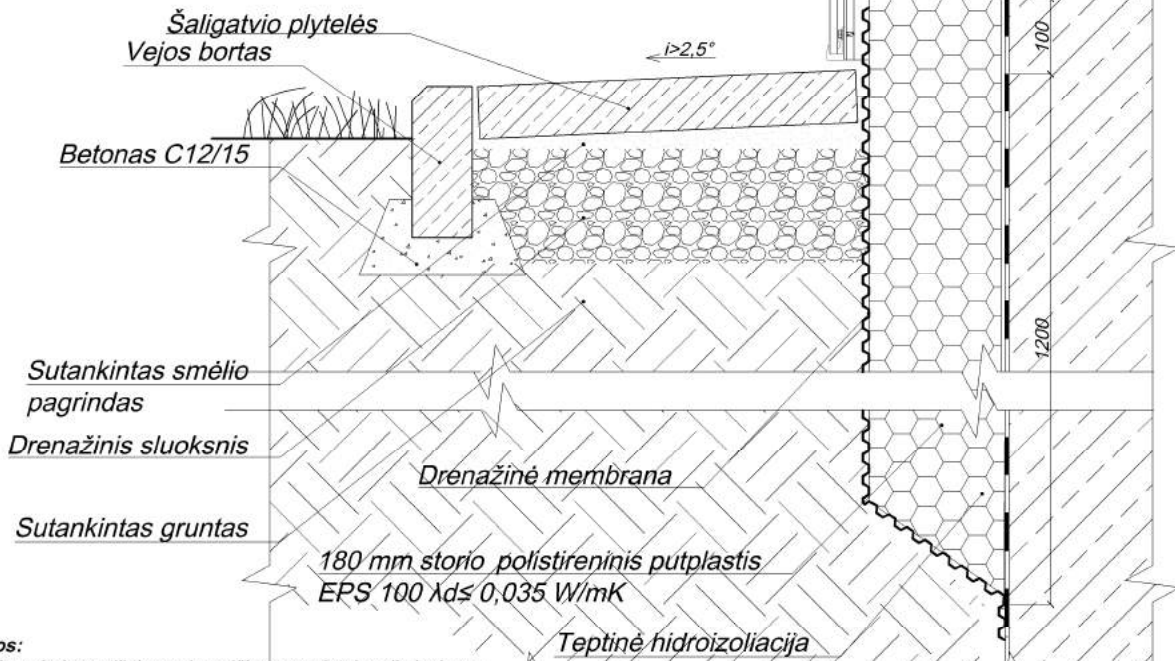 Šaligatvio plytelės
Vejos bortas
i>2,5°
100
Betonas C12/15
1200
Sutankintas smėlio
pagrindas
Drenažinis sluoksnis
Drenažinė membrana
Sutankintas gruntas
180 mm storio polistireninis putplastis
EPS 100 λd≤ 0,035 W/mK
Teptinė hidroizoliacija
os: